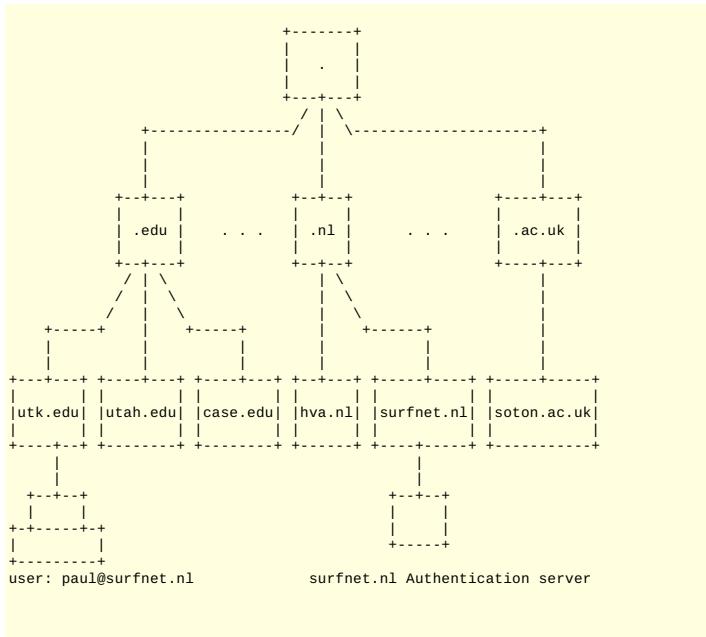 .
.edu . . . .nl . . . .ac.uk
utk.edu utah.edu case.edu hva.nl surfnet.nl soton.ac.uk
user: paul@surfnet.nl surfnet.nl Authentication server